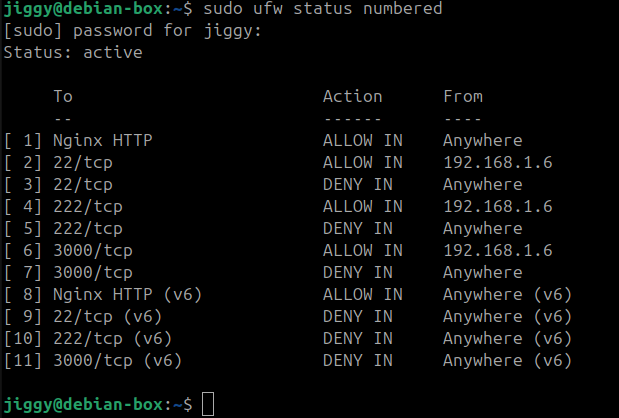 jiggy@debian-box:~$ sudo ufw status numbered
[sudo] password for jiggy:
Status: active
To Action From
-- ------ ----
[ 1] Nginx HTTP ALLOW IN Anywhere
[ 2] 22/tcp ALLOW IN 192.168.1.6
[ 3] 22/tcp DENY IN Anywhere
[ 4] 222/tcp ALLOW IN 192.168.1.6
[ 5] 222/tcp DENY IN Anywhere
[ 6] 3000/tcp ALLOW IN 192.168.1.6
[ 7] 3000/tcp DENY IN Anywhere
[ 8] Nginx HTTP (v6) ALLOW IN Anywhere (v6)
[ 9] 22/tcp (v6) DENY IN Anywhere (v6)
[10] 222/tcp (v6) DENY IN Anywhere (v6)
[11] 3000/tcp (v6) DENY IN Anywhere (v6)
jiggy@debian-box:~$